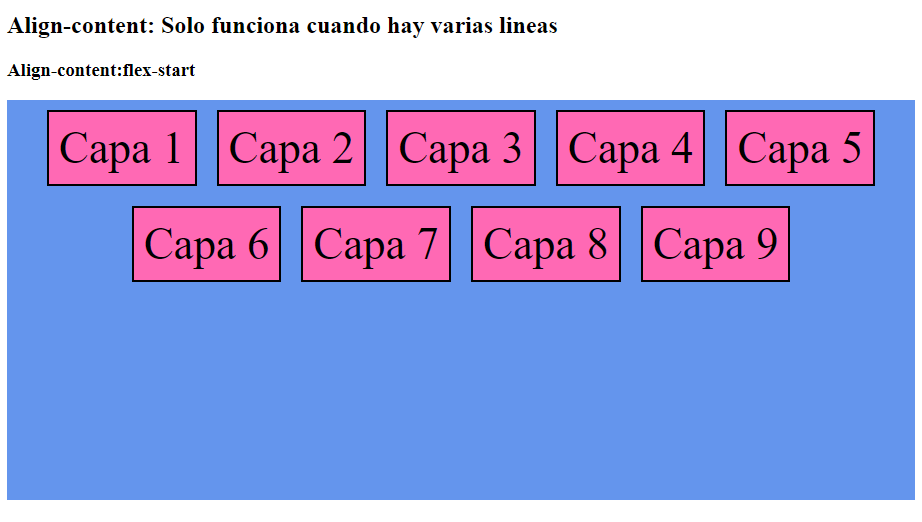 Align-content: Solo funciona cuando hay varias lineas
Align-content:flex-start
Capa 1 Capa 2 Capa 3 Capa 4 Capa 5
Capa 6 Capa 7 Capa 8 Capa 9